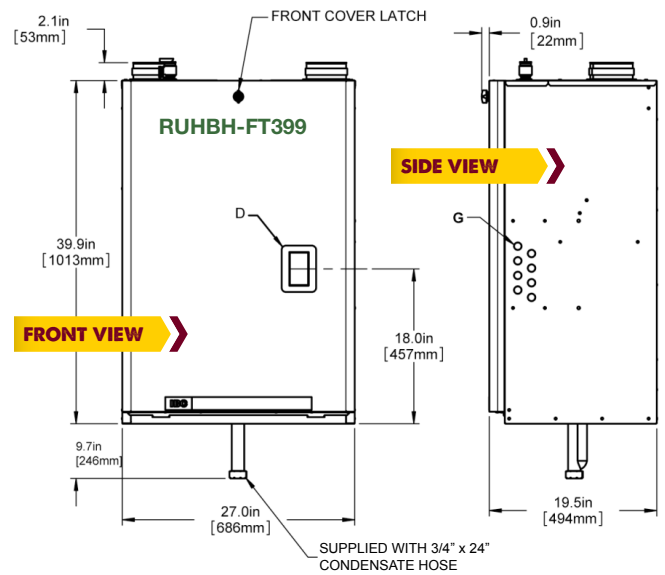 2.1in
[53mm]
FRONT COVER LATCH
0.9in
[22mm]
RUHBH-FT399
SIDE VIEW
D
G
39.9in
[1013mm]
18.0in
[457mm]
FRONT VIEW
IBC
9.7in
[246mm]
27.0in
[686mm]
19.5in
[494mm]
SUPPLIED WITH 3/4" x 24"
CONDENSATE HOSE